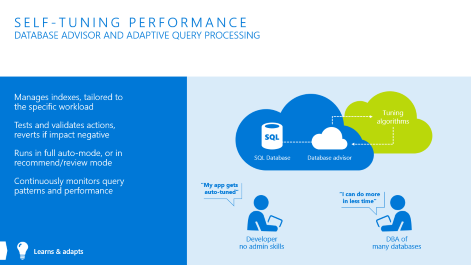 SELF-TUNING PERFORMANCE
DATABASE ADVISOR AND ADAPTIVE QUERY PROCESSING
Manages indexes, tailored to
the specific workload
Tests and validates actions,
reverts if impact negative
Runs in full auto-mode, or in
recommend/review mode
Continuously monitors query
patterns and performance
Learns & adapts
Tuning
algorithms
SQL
SQL Database
Database advisor
"My app gets
auto-tuned"
"I can do more
in less time"
Developer
no admin skills
DBA of
many databases